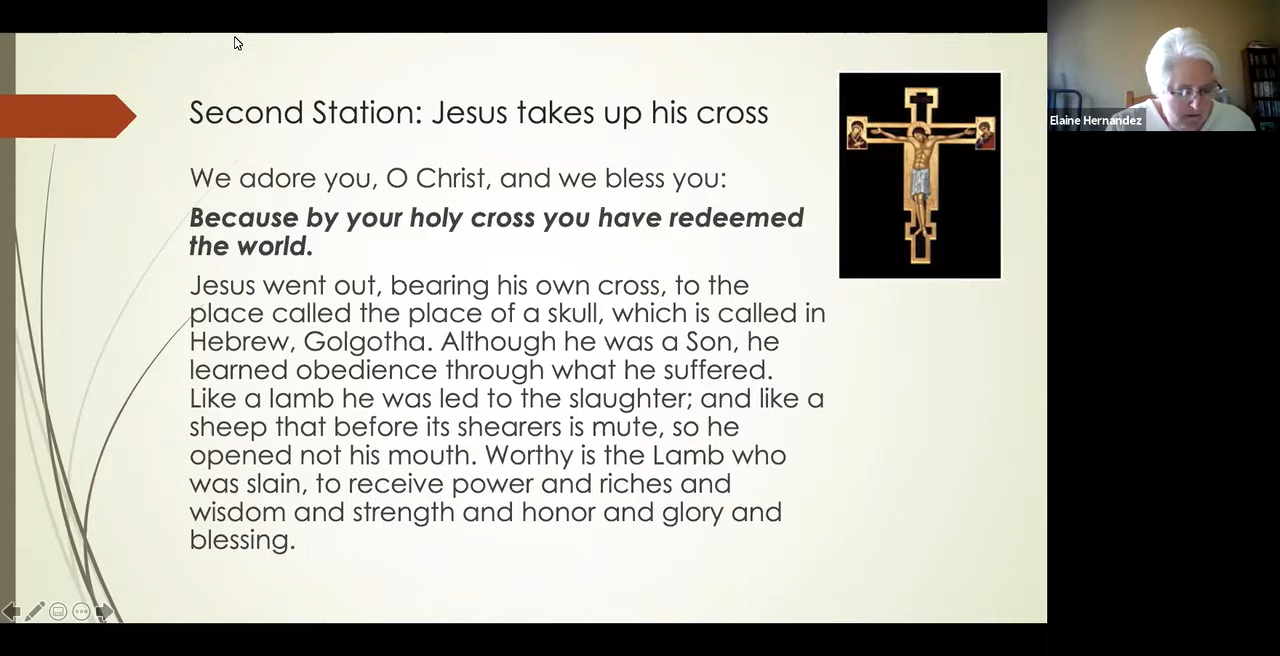 Second Station: Jesus takes up his cross
We adore you, O Christ, and we bless you:
Because by your holy cross you have redeemed
the world.
Jesus went out, bearing his own cross, to the
place called the place of a skull, which is called in
Hebrew, Golgotha. Although he was a Son, he
learned obedience through what he suffered.
Like a lamb he was led to the slaughter; and like a
sheep that before its shearers is mute, so he
opened not his mouth. Worthy is the Lamb who
was slain, to receive power and riches and
wisdom and strength and honor and glory and
blessing.
Elaine Hernandez